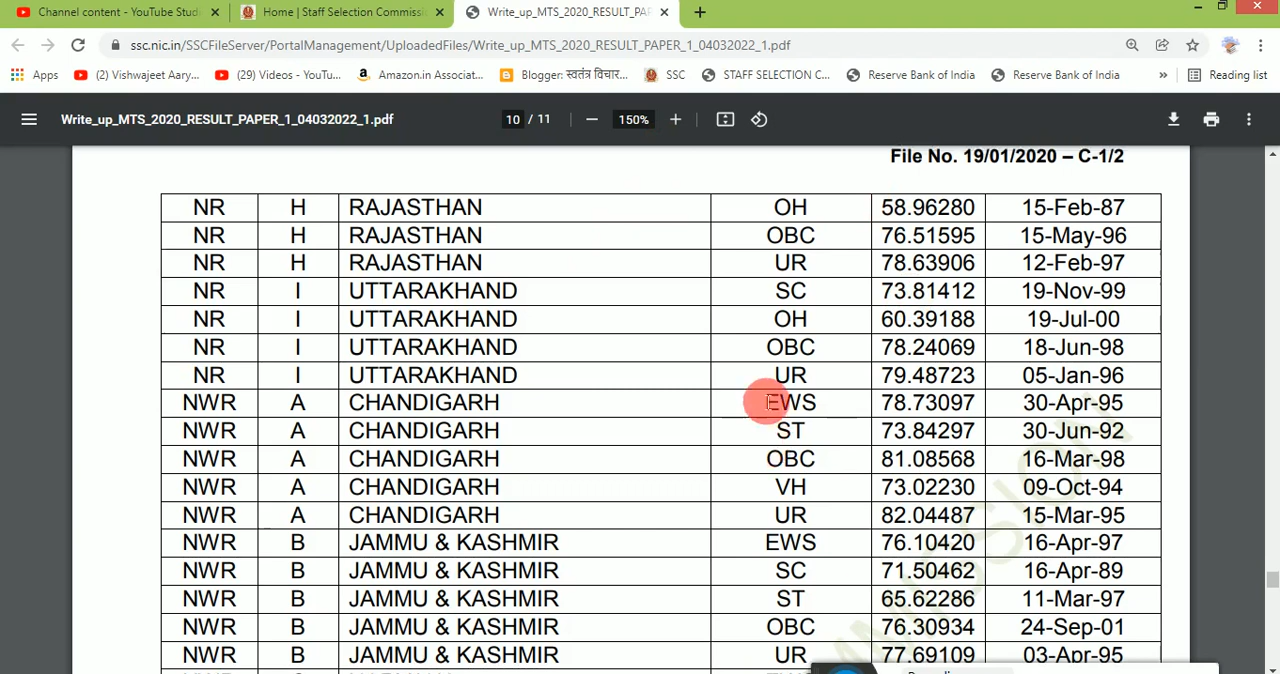 Channel content - YouTube Stud
Home | Staff Selection Commissi
Write_up_MTS_2020_RESULT_PAP
ssc.nic.in/SSCFileServer/PortalManagement/UploadedFiles/Write_up_MTS_2020_RESULT_PAPER_1_04032022_1.pdf
Apps (2) Vishwajeet Aary... (29) Videos - YouTu... Amazon.in Associat... Blogger: स्वतंत्र विचार... SSC STAFF SELECTION C... Reserve Bank of India Reserve Bank of India » Reading list
Write_up_MTS_2020_RESULT_PAPER_1_04032022_1.pdf 10 / 11 150%
File No. 19/01/2020 – C-1/2
NR H RAJASTHAN OH 58.96280 15-Feb-87
NR H RAJASTHAN OBC 76.51595 15-May-96
NR H RAJASTHAN UR 78.63906 12-Feb-97
NR I UTTARAKHAND SC 73.81412 19-Nov-99
NR I UTTARAKHAND OH 60.39188 19-Jul-00
NR I UTTARAKHAND OBC 78.24069 18-Jun-98
NR I UTTARAKHAND UR 79.48723 05-Jan-96
NWR A CHANDIGARH EWS 78.73097 30-Apr-95
NWR A CHANDIGARH ST 73.84297 30-Jun-92
NWR A CHANDIGARH OBC 81.08568 16-Mar-98
NWR A CHANDIGARH VH 73.02230 09-Oct-94
NWR A CHANDIGARH UR 82.04487 15-Mar-95
NWR B JAMMU & KASHMIR EWS 76.10420 16-Apr-97
NWR B JAMMU & KASHMIR SC 71.50462 16-Apr-89
NWR B JAMMU & KASHMIR ST 65.62286 11-Mar-97
NWR B JAMMU & KASHMIR OBC 76.30934 24-Sep-01
NWR B JAMMU & KASHMIR UR 77.69109 03-Apr-95